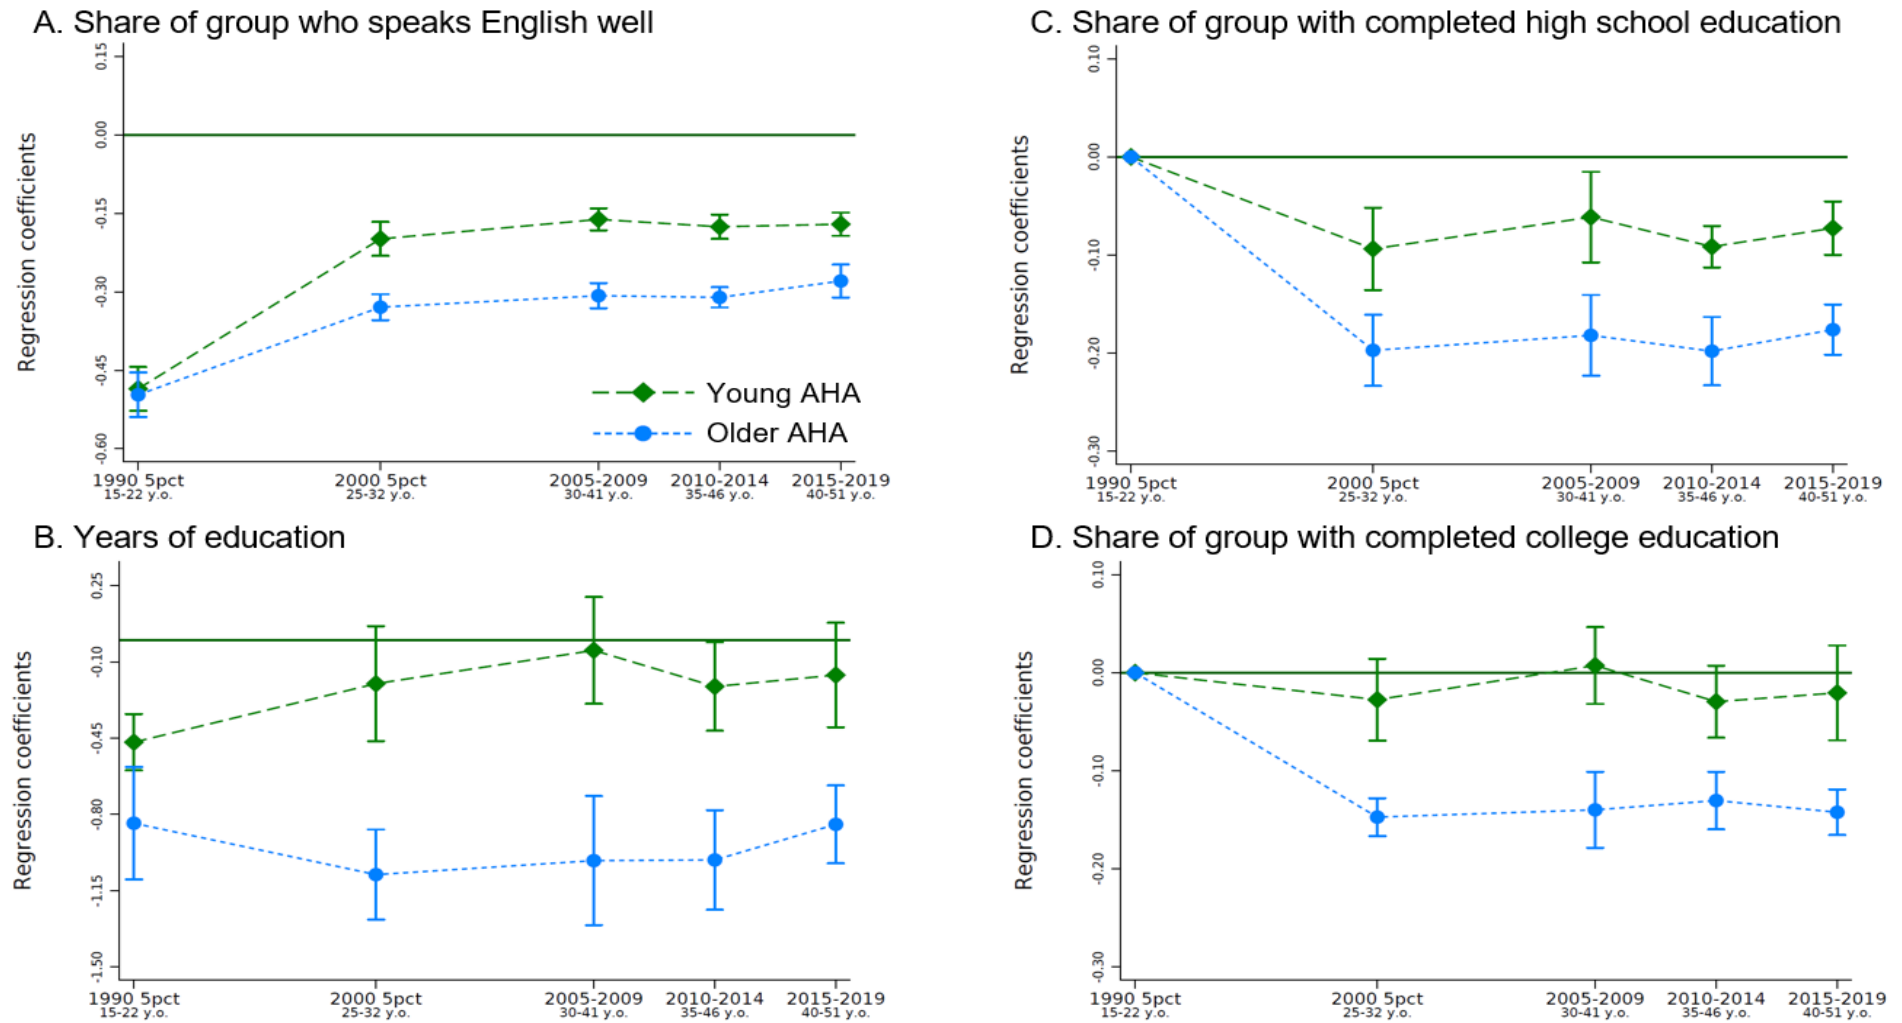 A. Share of group who speaks English well
Regression coefficients
0.15
0.00
-0.15
-0.30
-0.45
-0.60
Young AHA
Older AHA
1990 5pct 2000 5pct 2005-2009 2010-2014 2015-2019
15-22 y.o. 25-32 y.o. 30-41 y.o. 35-46 y.o. 40-51 y.o.
C. Share of group with completed high school education
Regression coefficients
0.10
0.00
-0.10
-0.20
-0.30
1990 5pct 2000 5pct 2005-2009 2010-2014 2015-2019
15-22 y.o. 25-32 y.o. 30-41 y.o. 35-46 y.o. 40-51 y.o.
B. Years of education
Regression coefficients
0.25
-0.10
-0.45
-0.80
-1.15
-1.50
1990 5pct 2000 5pct 2005-2009 2010-2014 2015-2019
15-22 y.o. 25-32 y.o. 30-41 y.o. 35-46 y.o. 40-51 y.o.
D. Share of group with completed college education
Regression coefficients
0.10
0.00
-0.10
-0.20
-0.30
1990 5pct 2000 5pct 2005-2009 2010-2014 2015-2019
15-22 y.o. 25-32 y.o. 30-41 y.o. 35-46 y.o. 40-51 y.o.